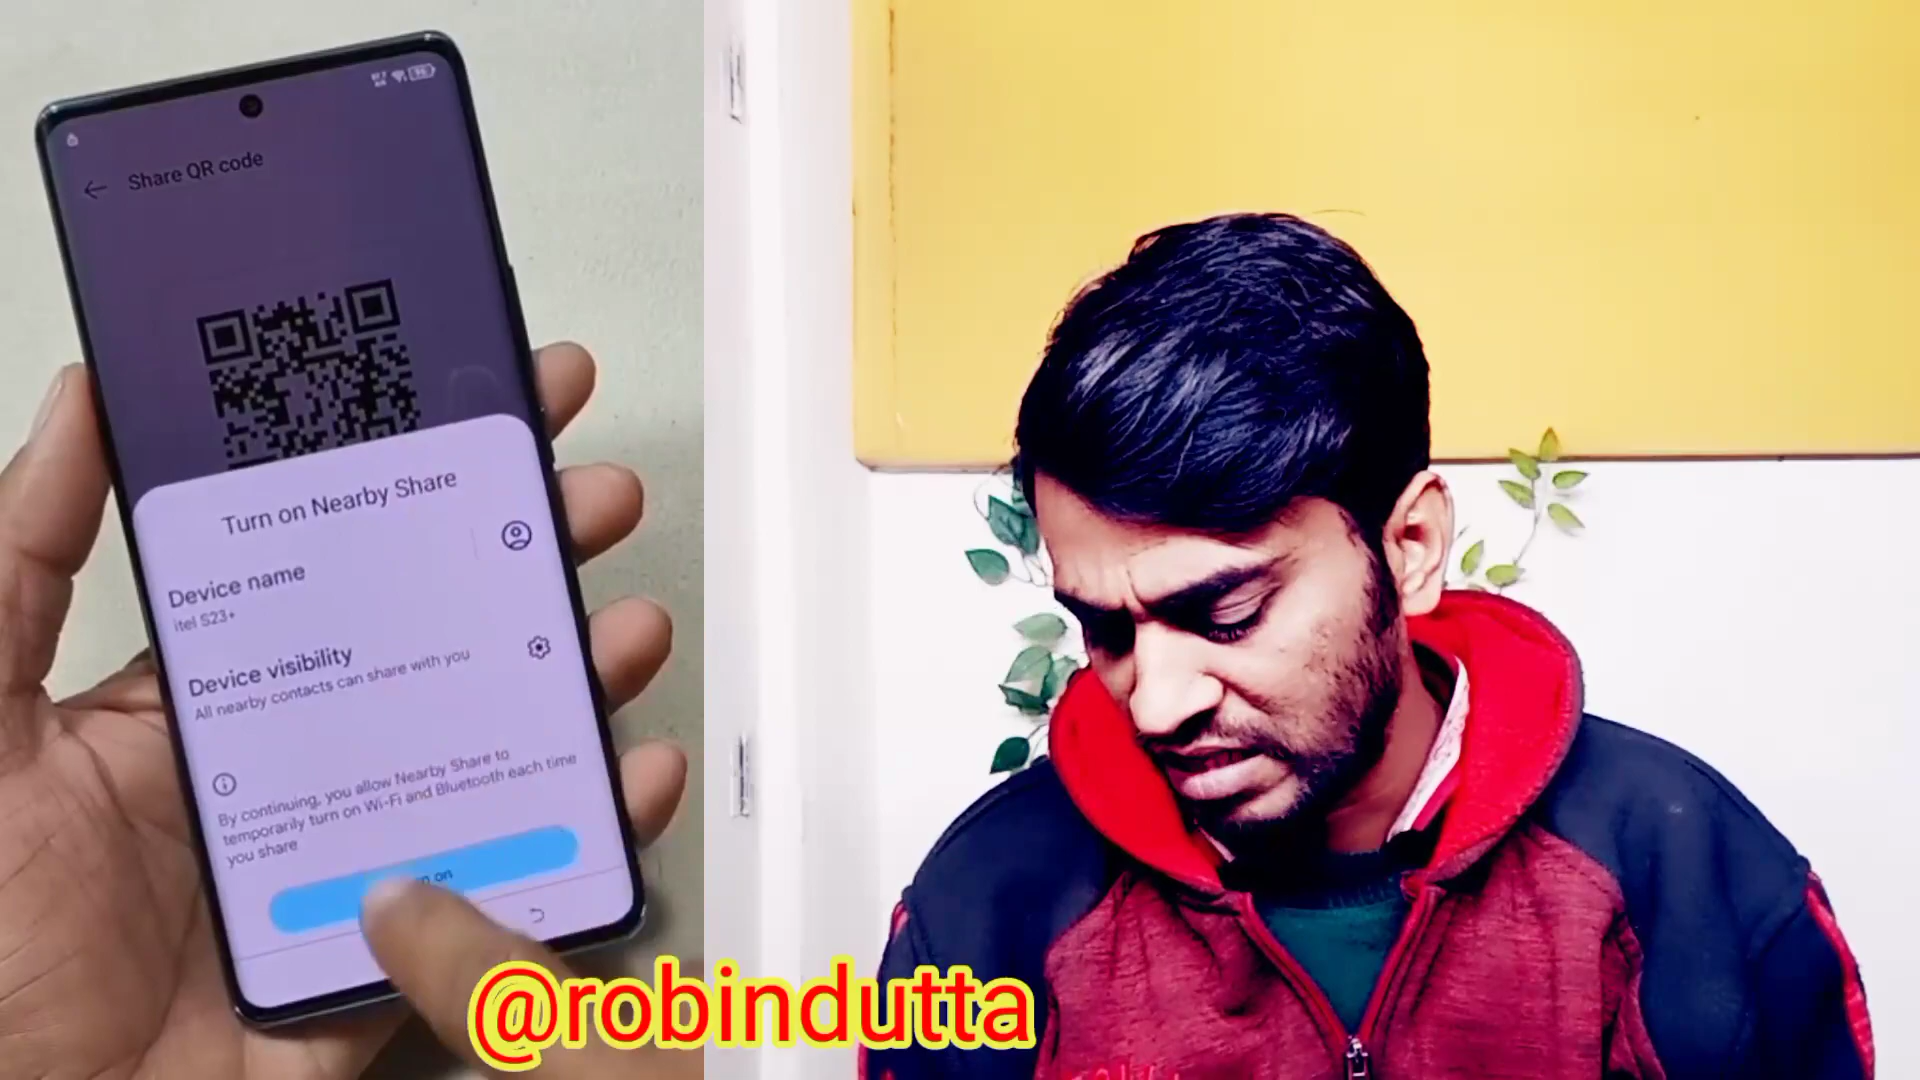 Share QR code
Turn on Nearby Share
Device name
itel S23+
Device visibility
All nearby contacts can share with you
By continuing, you allow Nearby Share to
temporarily turn on Wi-Fi and Bluetooth each time
you share
on
@robindutta